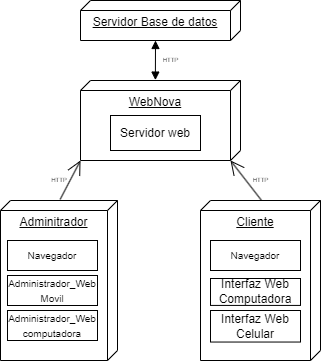 Servidor Base de datos
HTTP
WebNova
Servidor web
HTTP
HTTP
Adminitrador
Navegador
Administrador_Web
Movil
Administrador_Web
computadora
Cliente
Navegador
Interfaz Web
Computadora
Interfaz Web
Celular